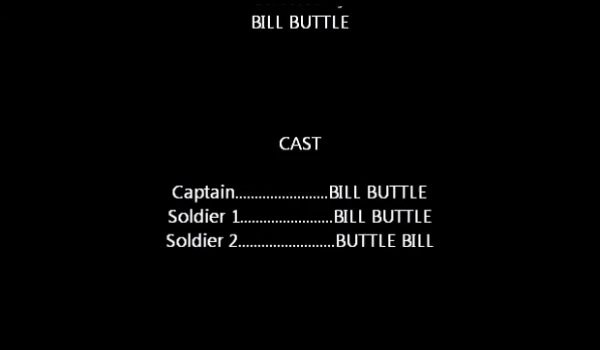 BILL BUTTLE
CAST
Captain........................BILL BUTTLE
Soldier 1........................BILL BUTTLE
Soldier 2.........................BUTTLE BILL